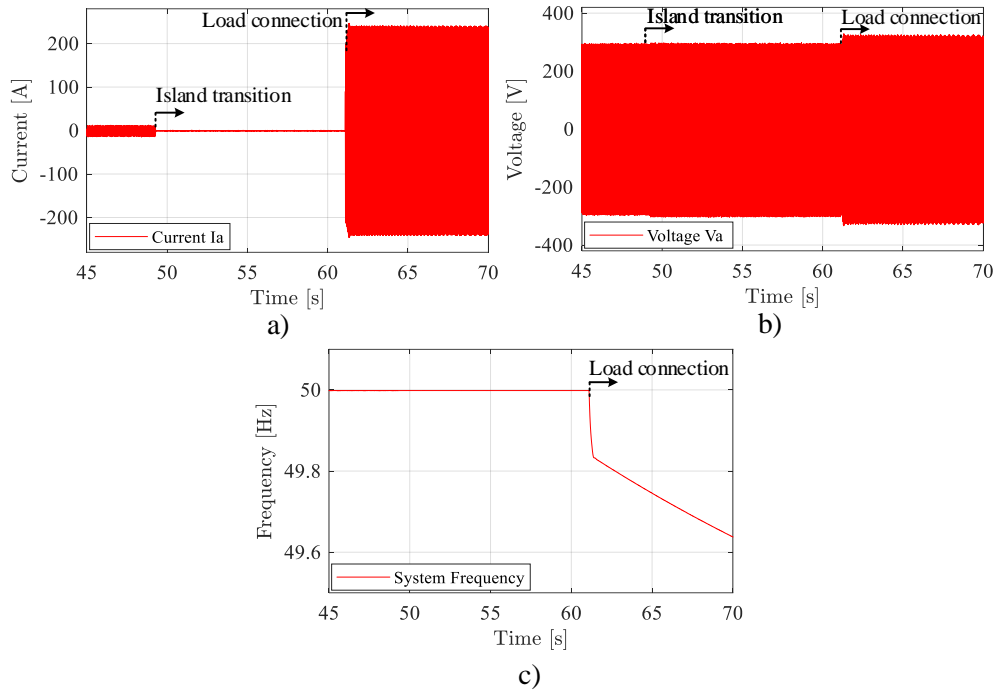 Load connection
Island transition
Current [A]
200
100
0
-100
-200
Current Ia
45 50 55 60 65 70
Time [s]
a)
Island transition
Load connection
Voltage [V]
400
200
0
-200
-400
Voltage Va
45 50 55 60 65 70
Time [s]
b)
Load connection
Frequency [Hz]
50
49.8
49.6
System Frequency
45 50 55 60 65 70
Time [s]
c)